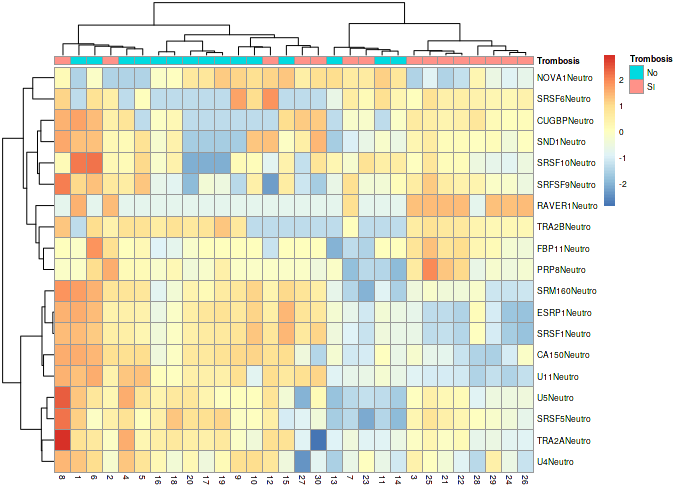 Trombosis
Trombosis
No
SI
2
1
0
-1
-2
NOVA1Neutro
SRSF6Neutro
CUGBPNeutro
SND1Neutro
SRSF10Neutro
SRFSF9Neutro
RAVER1Neutro
TRA2BNeutro
FBP11Neutro
PRP8Neutro
SRM160Neutro
ESRP1Neutro
SRSF1Neutro
CA150Neutro
U11Neutro
U5Neutro
SRSF5Neutro
TRA2ANeutro
U4Neutro
8 1 6 2 4 5 16 18 20 17 19 9 10 12 15 27 30 13 7 23 11 14 3 25 21 22 28 29 24 26